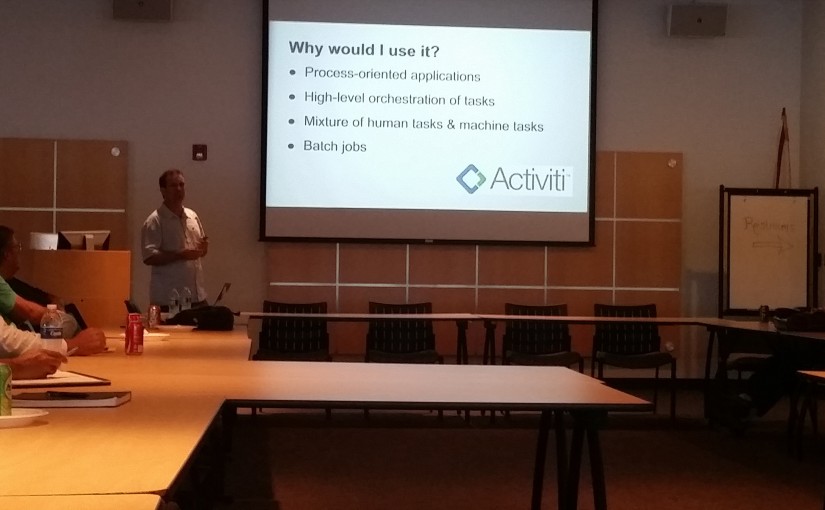 Why would I use it?
• Process-oriented applications
• High-level orchestration of tasks
• Mixture of human tasks & machine tasks
• Batch jobs
Activiti